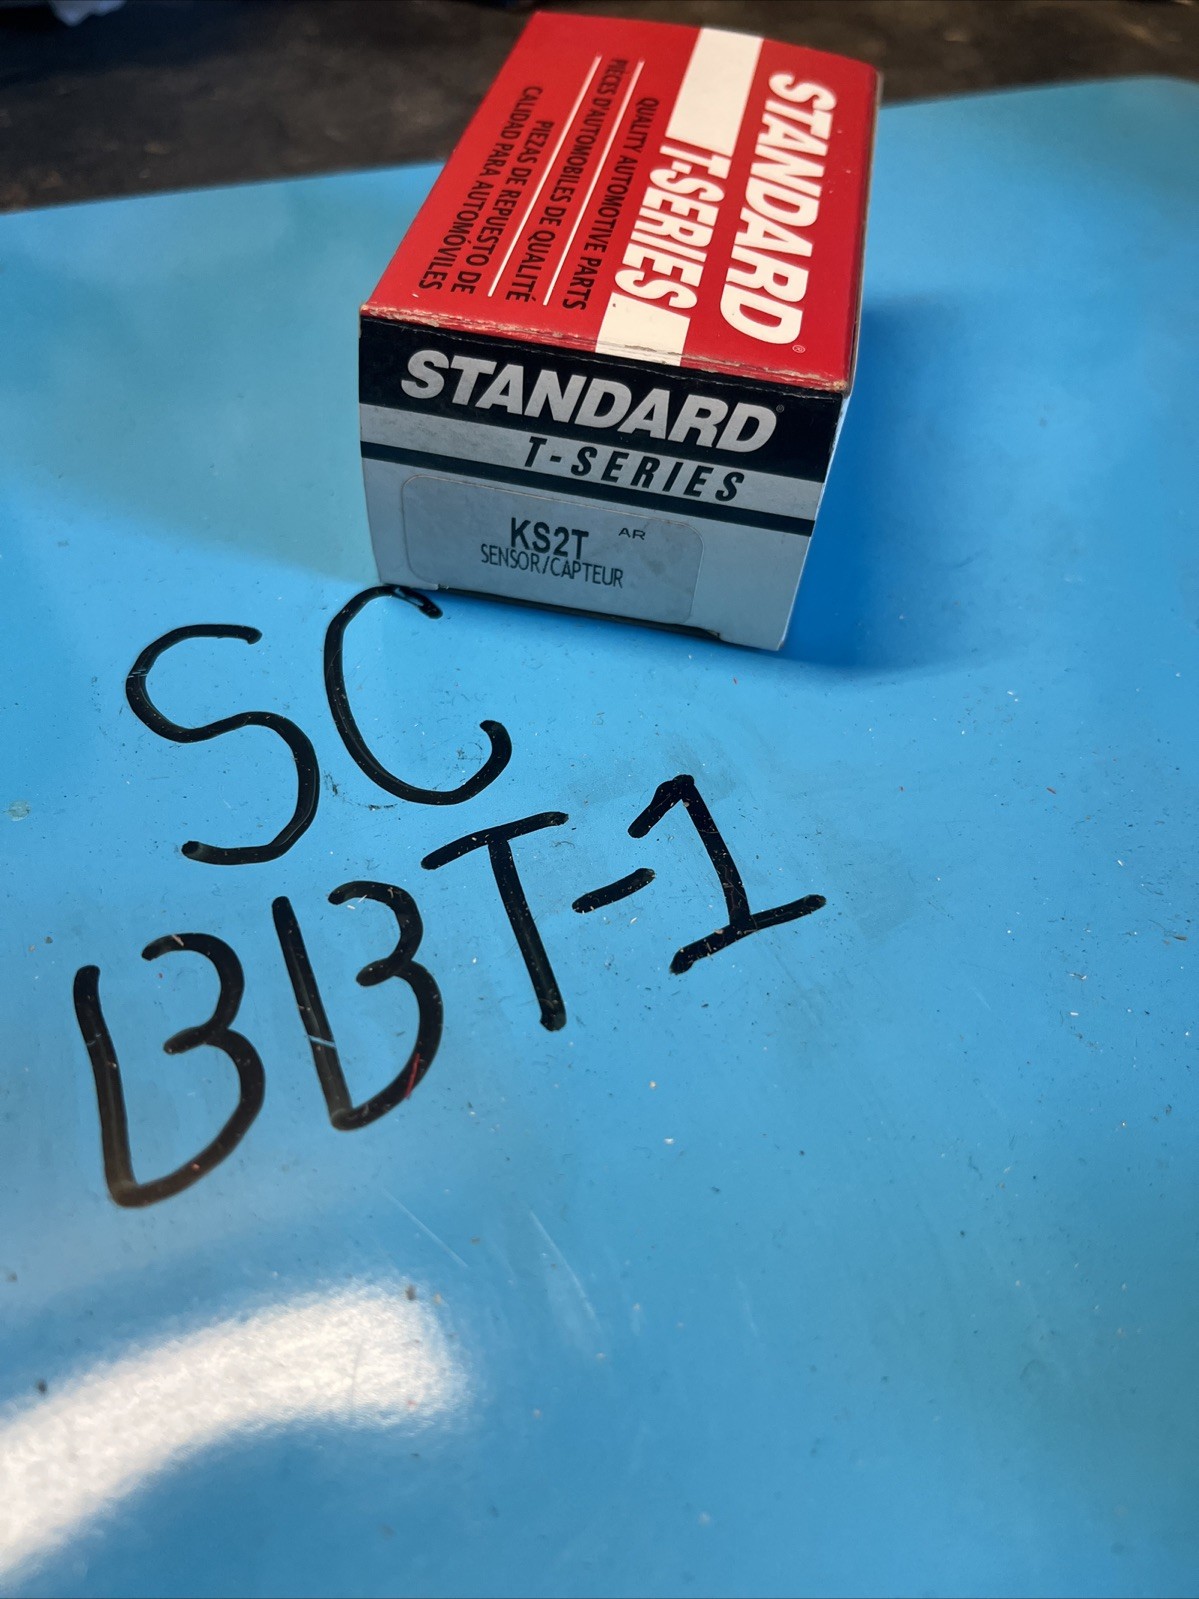 STANDARD®
T-SERIES
QUALITY AUTOMOTIVE PARTS
PIÈCES D'AUTOMOBILES DE QUALITÉ
PIEZAS DE REPUESTO DE
CALIDAD PARA AUTOMÓVILES
STANDARD®
T-SERIES
KS2T AR
SENSOR/CAPTEUR
SC
BBT-1